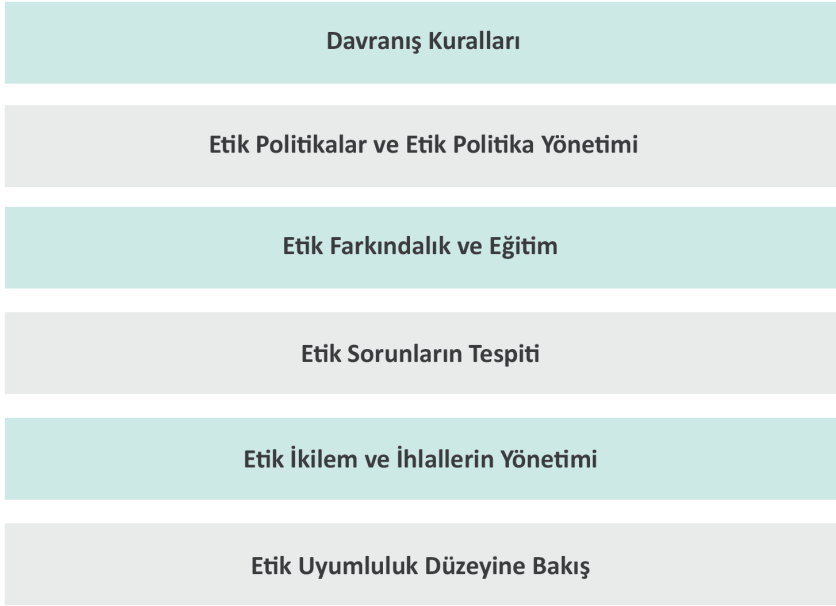 Davranış Kuralları
Etik Politikalar ve Etik Politika Yönetimi
Etik Farkındalık ve Eğitim
Etik Sorunların Tespiti
Etik İkilem ve İhlallerin Yönetimi
Etik Uyumluluk Düzeyine Bakış